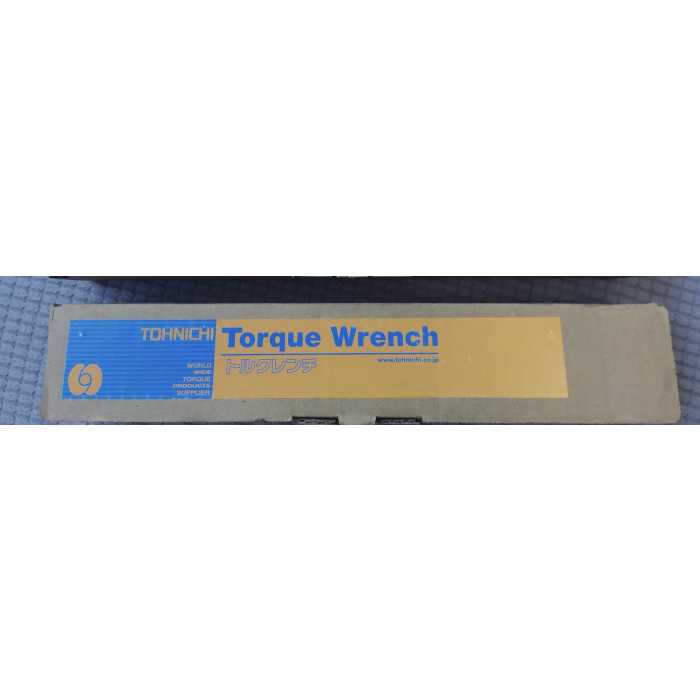 TOHNICHI
WORLD
WIDE
TORQUE
PRODUCTS
SUPPLIER
Torque Wrench
www.tohnichi.co.jp
トルクレンチ